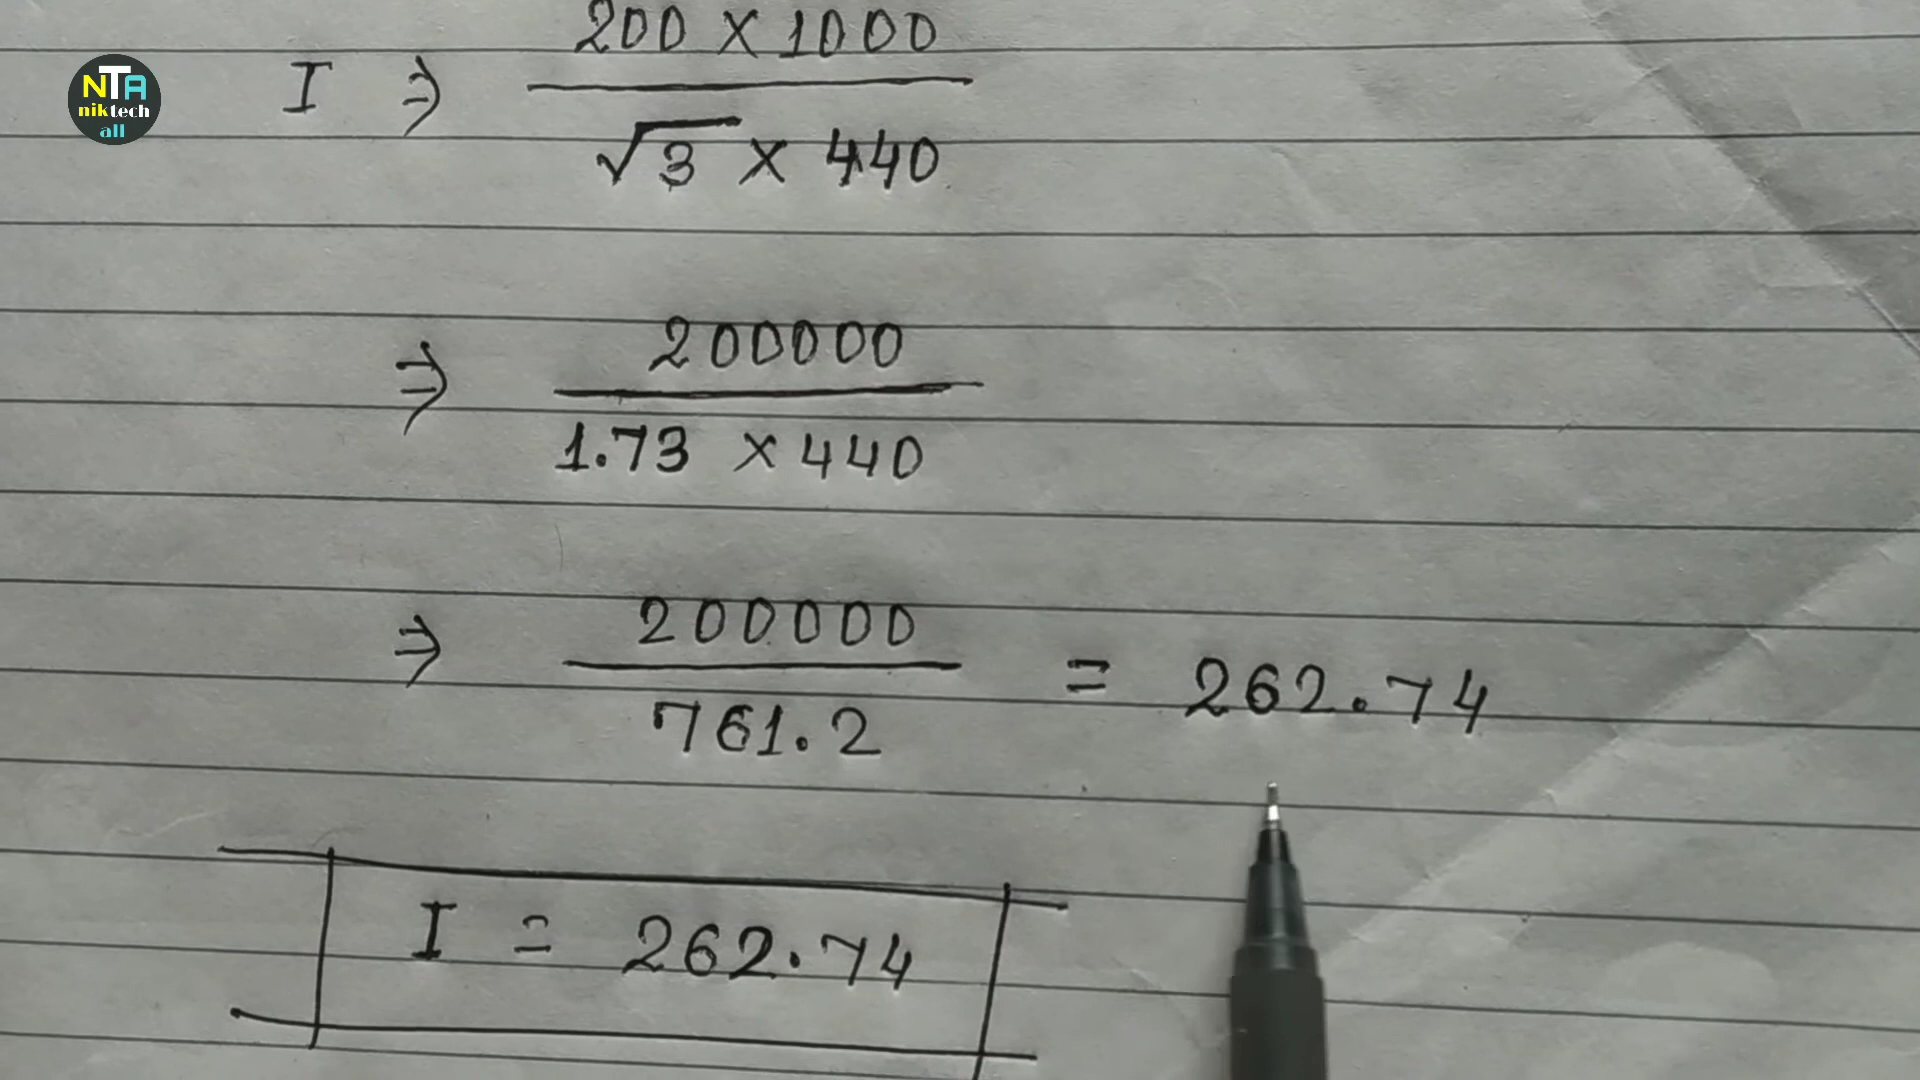 NTA
niktech
all
I ⇒ 200 × 1000 / √3 × 440
⇒ 200000 / 1.73 × 440
⇒ 200000 / 761.2 = 262.74
I = 262.74